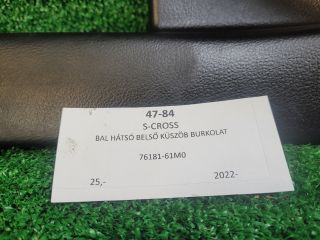 47-84
S-CROSS
BAL HÁTSÓ BELSŐ KÜSZÖB BURKOLAT
76181-61M0
25,- 2022-